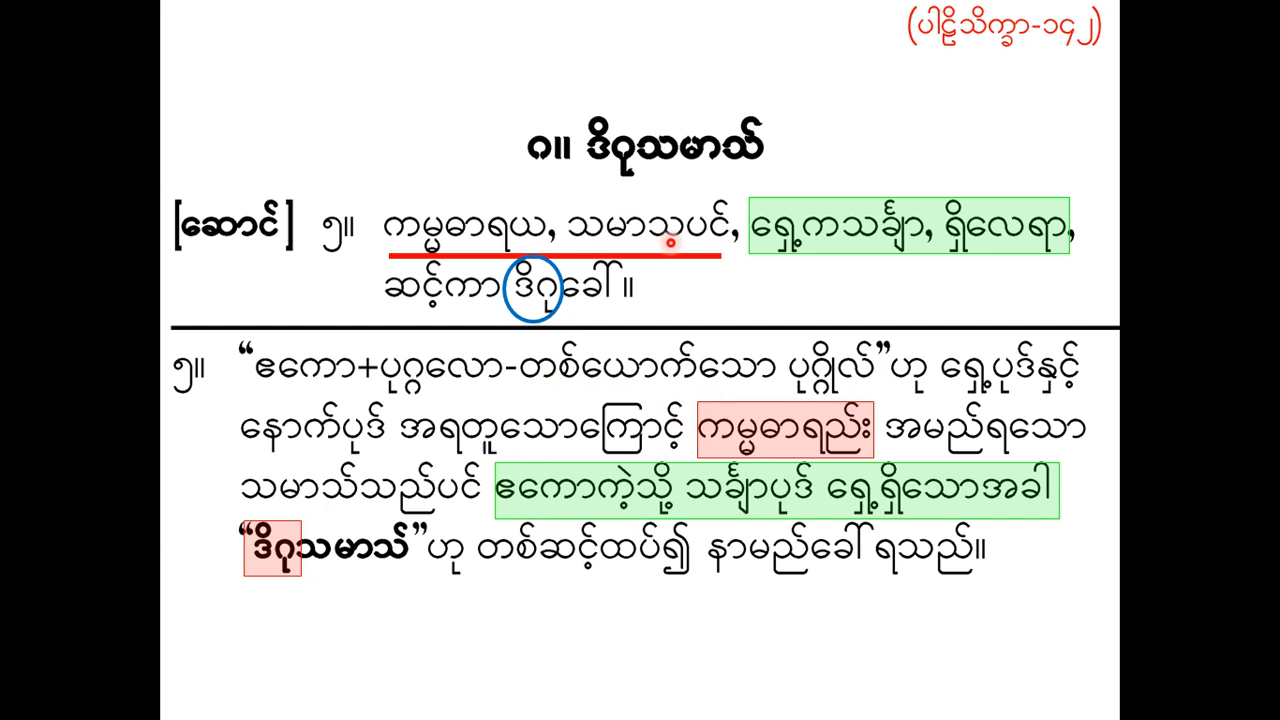 (ပါဠိသိက္ခာ-၁၄၂)
ဂ။ ဒိဂုသမာသ်
[ဆောင်] ၅။ ကမ္မဓာရယ, သမာသ့ပင်, ရှေ့ကသင်္ချာ, ရှိလေရာ,
ဆင့်ကာ ဒိဂုခေါ်။
၅။ “ဧကော+ပုဂ္ဂလော-တစ်ယောက်သော ပုဂ္ဂိုလ်”ဟု ရှေ့ပုဒ်နှင့်
နောက်ပုဒ် အရတူသောကြောင့် ကမ္မဓာရည်း အမည်ရသော
သမာသ်သည်ပင် ဧကောကဲ့သို့ သင်္ချာပုဒ် ရှေ့ရှိသောအခါ
“ဒိဂုသမာသ်”ဟု တစ်ဆင့်ထပ်၍ နာမည်ခေါ်ရသည်။